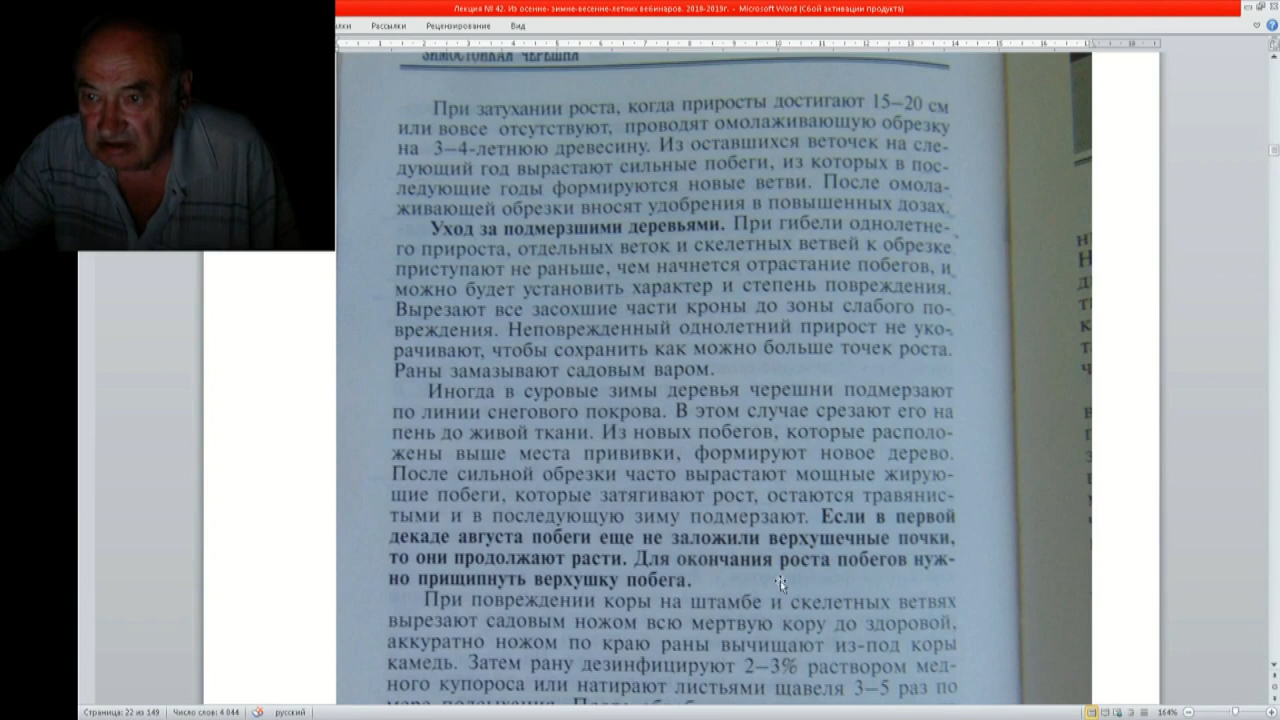 Лекция № 42. Из осенне- зимне-весенне-летних вебинаров. 2018-2019г. - Microsoft Word (Сбой активации продукта)
Рассылки Рецензирование Вид
ЗИМОСТОЙКАЯ ЧЕРЕШНЯ
При затухании роста, когда приросты достигают 15—20 см
или вовсе отсутствуют, проводят омолаживающую обрезку
на 3—4-летнюю древесину. Из оставшихся веточек на сле-
дующий год вырастают сильные побеги, из которых в пос-
ледующие годы формируются новые ветви. После омола-
живающей обрезки вносят удобрения в повышенных дозах.
Уход за подмерзшими деревьями. При гибели однолетне-
го прироста, отдельных веток и скелетных ветвей к обрезке
приступают не раньше, чем начнется отрастание побегов, и
можно будет установить характер и степень повреждения.
Вырезают все засохшие части кроны до зоны слабого по-
вреждения. Неповрежденный однолетний прирост не уко-
рачивают, чтобы сохранить как можно больше точек роста.
Раны замазывают садовым варом.
Иногда в суровые зимы деревья черешни подмерзают
по линии снегового покрова. В этом случае срезают его на
пень до живой ткани. Из новых побегов, которые располо-
жены выше места прививки, формируют новое дерево.
После сильной обрезки часто вырастают мощные жирую-
щие побеги, которые затягивают рост, остаются травянис-
тыми и в последующую зиму подмерзают. Если в первой
декаде августа побеги еще не заложили верхушечные почки,
то они продолжают расти. Для окончания роста побегов нуж-
но прищипнуть верхушку побега.
При повреждении коры на штамбе и скелетных ветвях
вырезают садовым ножом всю мертвую кору до здоровой,
аккуратно ножом по краю раны вычищают из-под коры
камедь. Затем рану дезинфицируют 2—3% раствором мед-
ного купороса или натирают листьями щавеля 3—5 раз по
Страница: 22 из 149 Число слов: 4 044 русский 164%